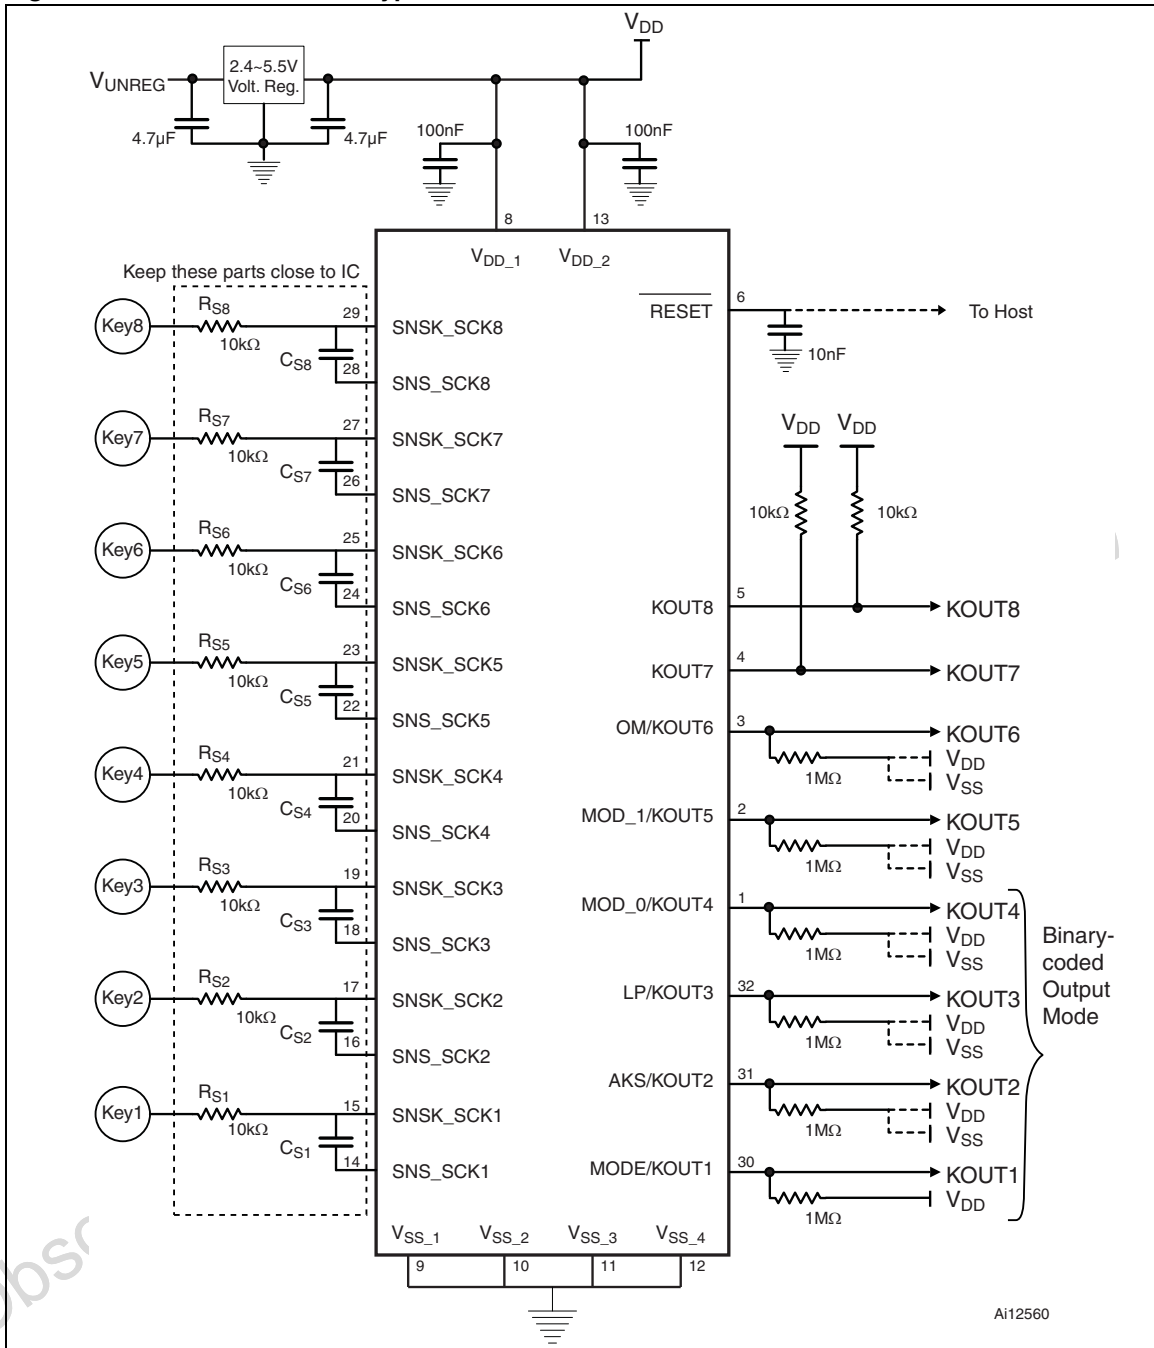 VDD
VUNREG
2.4~5.5V
Volt. Reg.
4.7µF
4.7µF
100nF
100nF
8
13
VDD_1
VDD_2
Keep these parts close to IC
Key8
RS8
10kΩ
CS8
29
28
SNSK_SCK8
SNS_SCK8
Key7
RS7
10kΩ
CS7
27
26
SNSK_SCK7
SNS_SCK7
Key6
RS6
10kΩ
CS6
25
24
SNSK_SCK6
SNS_SCK6
Key5
RS5
10kΩ
CS5
23
22
SNSK_SCK5
SNS_SCK5
Key4
RS4
10kΩ
CS4
21
20
SNSK_SCK4
SNS_SCK4
Key3
RS3
10kΩ
CS3
19
18
SNSK_SCK3
SNS_SCK3
Key2
RS2
10kΩ
CS2
17
16
SNSK_SCK2
SNS_SCK2
Key1
RS1
10kΩ
CS1
15
14
SNSK_SCK1
SNS_SCK1
RESET
6
To Host
10nF
VDD
VDD
10kΩ
10kΩ
KOUT8
5
KOUT8
KOUT7
4
KOUT7
OM/KOUT6
3
KOUT6
1MΩ
VDD
VSS
MOD_1/KOUT5
2
KOUT5
1MΩ
VDD
VSS
MOD_0/KOUT4
1
KOUT4
1MΩ
VDD
VSS
LP/KOUT3
32
KOUT3
1MΩ
VDD
VSS
AKS/KOUT2
31
KOUT2
1MΩ
VDD
VSS
MODE/KOUT1
30
KOUT1
1MΩ
VDD
Binary-
coded
Output
Mode
VSS_1
VSS_2
VSS_3
VSS_4
9
10
11
12
Ai12560